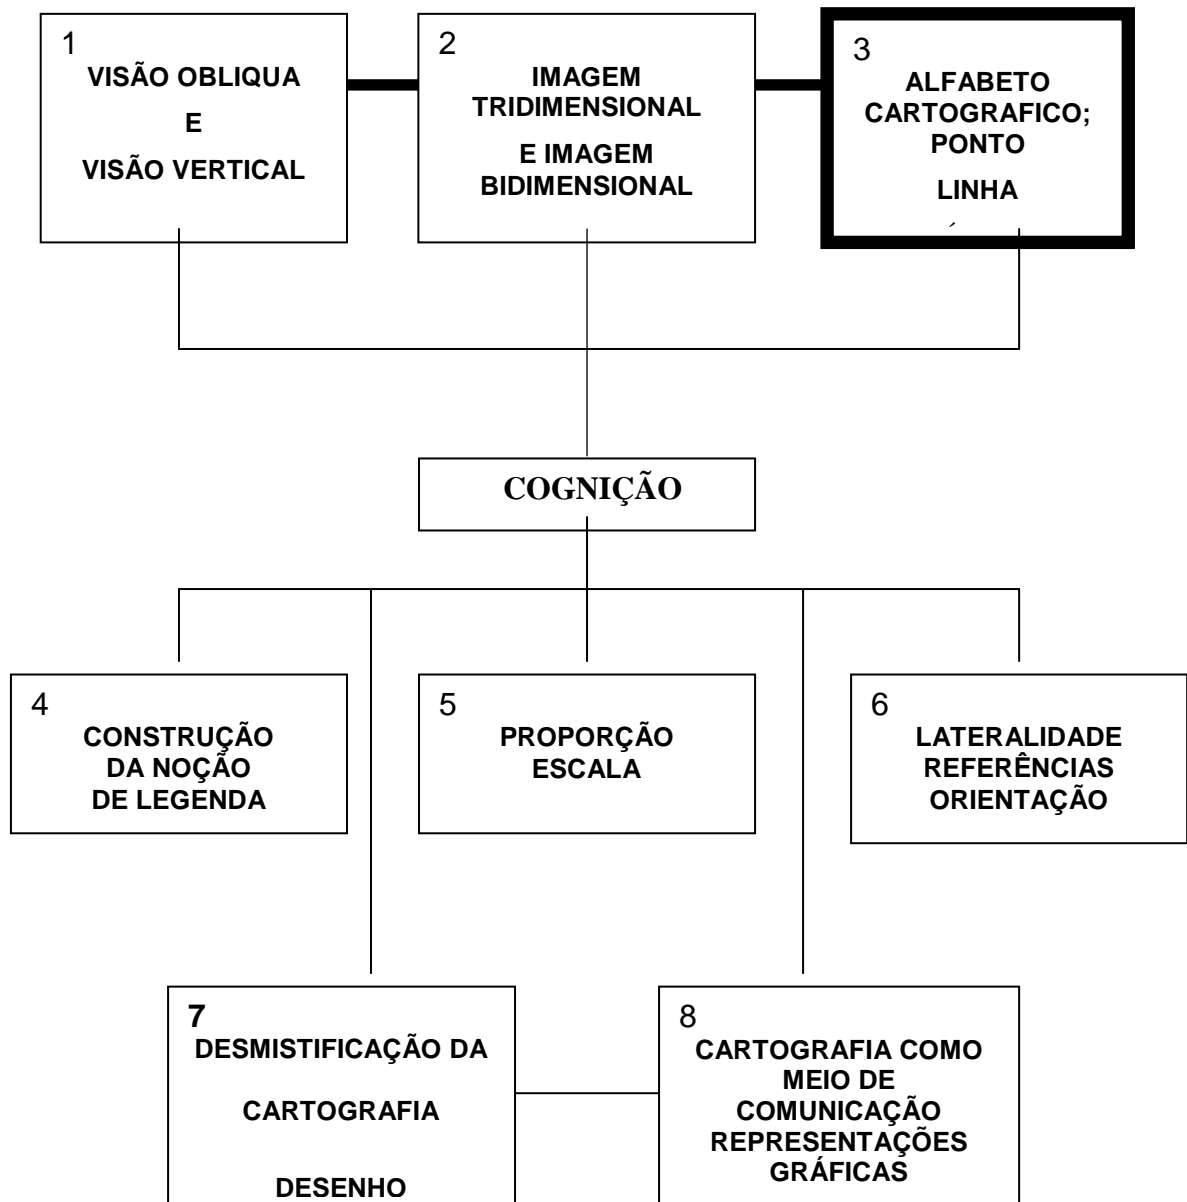 1
VISÃO OBLIQUA
E
VISÃO VERTICAL
2
IMAGEM
TRIDIMENSIONAL
E IMAGEM
BIDIMENSIONAL
3
ALFABETO
CARTOGRAFICO;
PONTO
LINHA
COGNIÇÃO
4
CONSTRUÇÃO
DA NOÇÃO
DE LEGENDA
5
PROPORÇÃO
ESCALA
6
LATERALIDADE
REFERÊNCIAS
ORIENTAÇÃO
7
DESMISTIFICAÇÃO DA
CARTOGRAFIA
DESENHO
8
CARTOGRAFIA COMO
MEIO DE
COMUNICAÇÃO
REPRESENTAÇÕES
GRÁFICAS